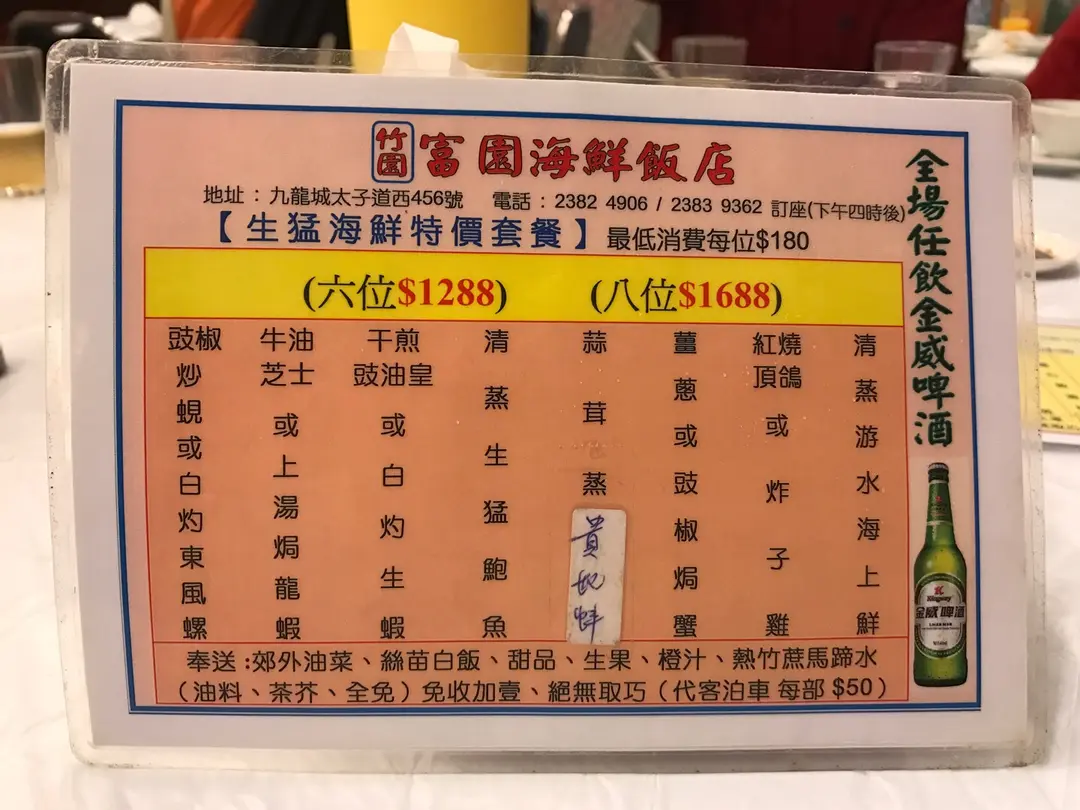 竹園 富園海鮮飯店
地址：九龍城太子道西456號 電話：2382 4906 / 2383 9362 訂座(下午四時後)
【生猛海鮮特價套餐】最低消費每位$180
(六位$1288) (八位$1688)
清蒸游水海上鮮
紅燒頂鴿或炸子雞
薑蔥或豉椒焗蟹
蒜茸蒸貴妃蚌
清蒸生猛鮑魚
干煎豉油皇或白灼生蝦
牛油芝士或上湯焗龍蝦
豉椒炒蜆或白灼東風螺
奉送:郊外油菜、絲苗白飯、甜品、生果、橙汁、熱竹蔗馬蹄水
（油料、茶芥、全免）免收加壹、絕無取巧（代客泊車 每部 $50）
全場任飲金威啤酒
Kingway
金威啤酒